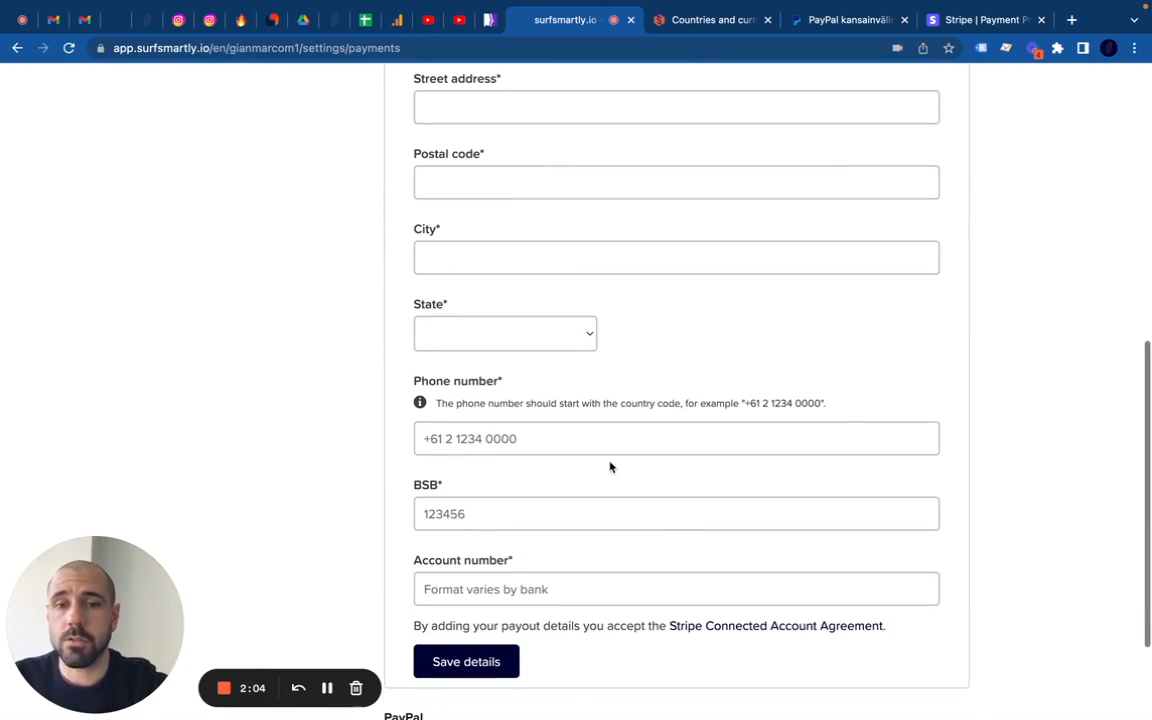 surfsmartly.io -
Countries and curr
PayPal kansainväli
Stripe | Payment P
app.surfsmartly.io/en/gianmarcom1/settings/payments
4
Street address*
Postal code*
City*
State*
Phone number*
The phone number should start with the country code, for example "+61 2 1234 0000".
+61 2 1234 0000
BSB*
123456
Account number*
Format varies by bank
By adding your payout details you accept the Stripe Connected Account Agreement.
Save details
2:04
PayPal